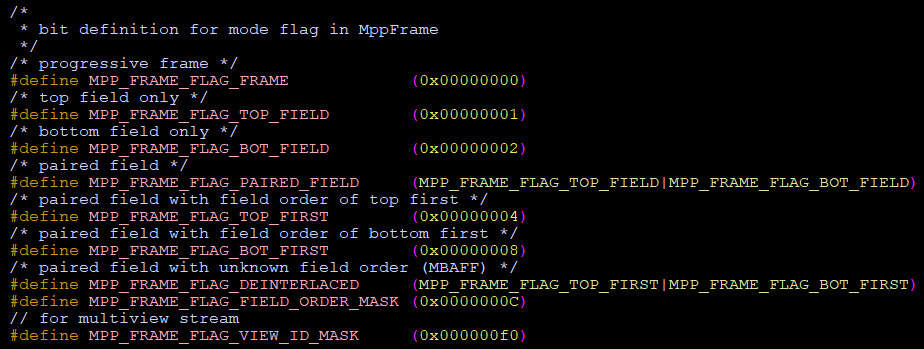 /*
 * bit definition for mode flag in MppFrame
 */
/* progressive frame */
#define MPP_FRAME_FLAG_FRAME            (0x00000000)
/* top field only */
#define MPP_FRAME_FLAG_TOP_FIELD        (0x00000001)
/* bottom field only */
#define MPP_FRAME_FLAG_BOT_FIELD        (0x00000002)
/* paired field */
#define MPP_FRAME_FLAG_PAIRED_FIELD     (MPP_FRAME_FLAG_TOP_FIELD|MPP_FRAME_FLAG_BOT_FIELD)
/* paired field with field order of top first */
#define MPP_FRAME_FLAG_TOP_FIRST        (0x00000004)
/* paired field with field order of bottom first */
#define MPP_FRAME_FLAG_BOT_FIRST        (0x00000008)
/* paired field with unknown field order (MBAFF) */
#define MPP_FRAME_FLAG_DEINTERLACED     (MPP_FRAME_FLAG_TOP_FIRST|MPP_FRAME_FLAG_BOT_FIRST)
#define MPP_FRAME_FLAG_FIELD_ORDER_MASK (0x0000000C)
// for multiview stream
#define MPP_FRAME_FLAG_VIEW_ID_MASK     (0x000000f0)